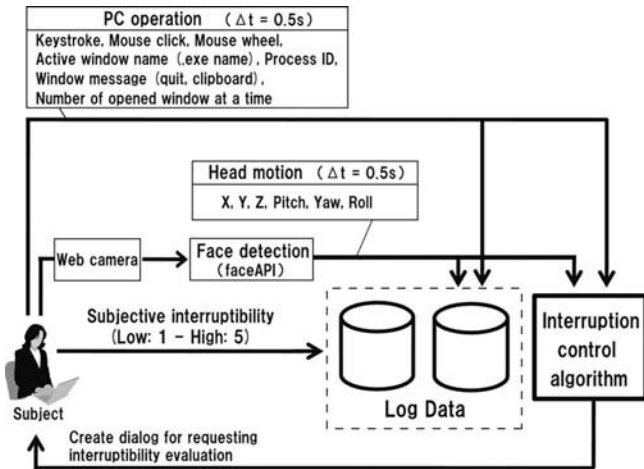 PC operation (Δt = 0.5s)
Keystroke, Mouse click, Mouse wheel,
Active window name (.exe name), Process ID,
Window message (quit, clipboard),
Number of opened window at a time
Head motion (Δt = 0.5s)
X, Y, Z, Pitch, Yaw, Roll
Web camera
Face detection
(faceAPI)
Subjective interruptibility
(Low: 1 – High: 5)
Interruption
control
algorithm
Log Data
Subject
Create dialog for requesting
interruptibility evaluation